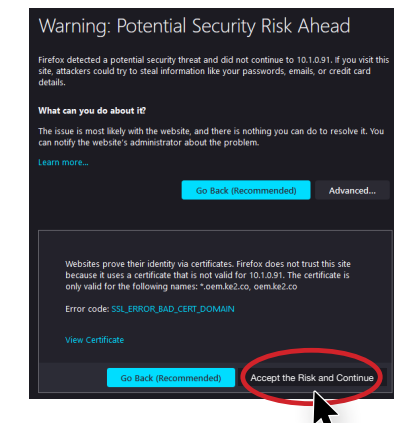 Warning: Potential Security Risk Ahead
Firefox detected a potential security threat and did not continue to 10.1.0.91. If you visit this
site, attackers could try to steal information like your passwords, emails, or credit card
details.
What can you do about it?
The issue is most likely with the website, and there is nothing you can do to resolve it. You
can notify the website's administrator about the problem.
Learn more...
Go Back (Recommended) Advanced...
Websites prove their identity via certificates. Firefox does not trust this site
because it uses a certificate that is not valid for 10.1.0.91. The certificate is
only valid for the following names: *.oem.ke2.co, oem.ke2.co
Error code: SSL_ERROR_BAD_CERT_DOMAIN
View Certificate
Go Back (Recommended) Accept the Risk and Continue